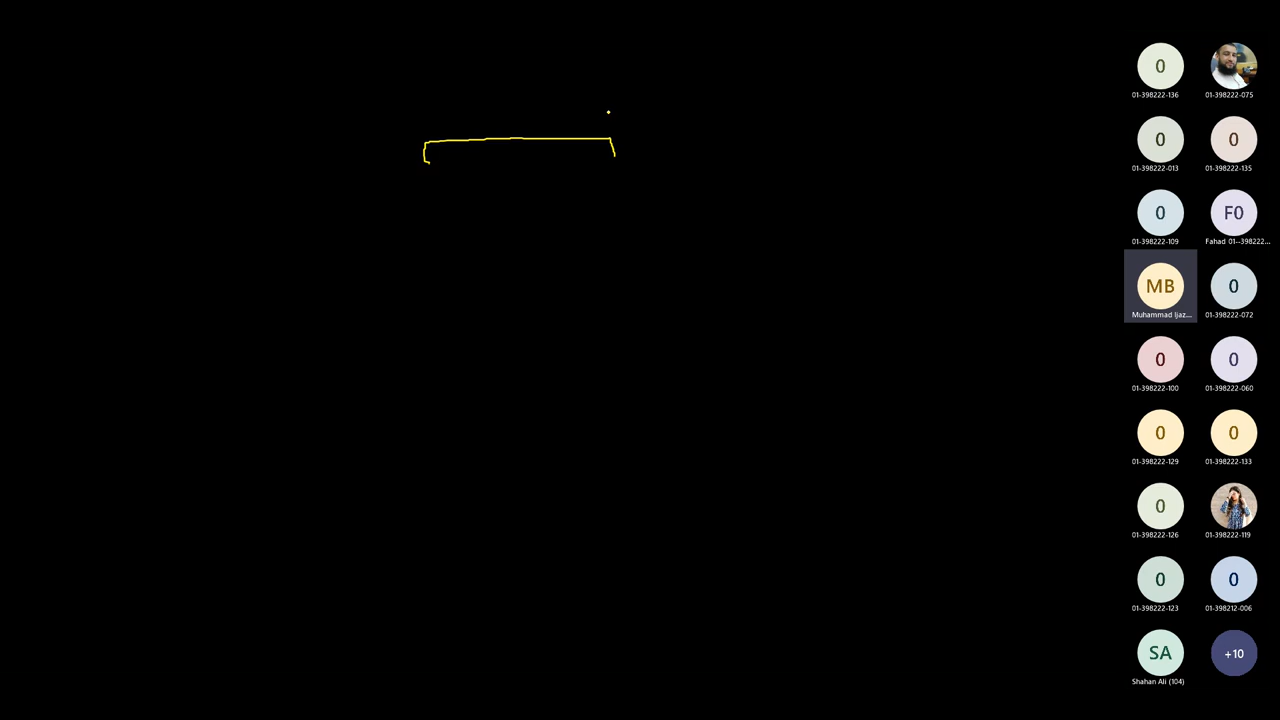 0
01-398222-136 01-398222-075
0 0
01-398222-013 01-398222-135
0 F0
01-398222-109 Fahad 01--398222...
MB 0
Muhammad Ijaz... 01-398222-072
0 0
01-398222-100 01-398222-060
0 0
01-398222-129 01-398222-133
0
01-398222-126 01-398222-119
0 0
01-398222-123 01-398212-006
SA +10
Shahan Ali (104)